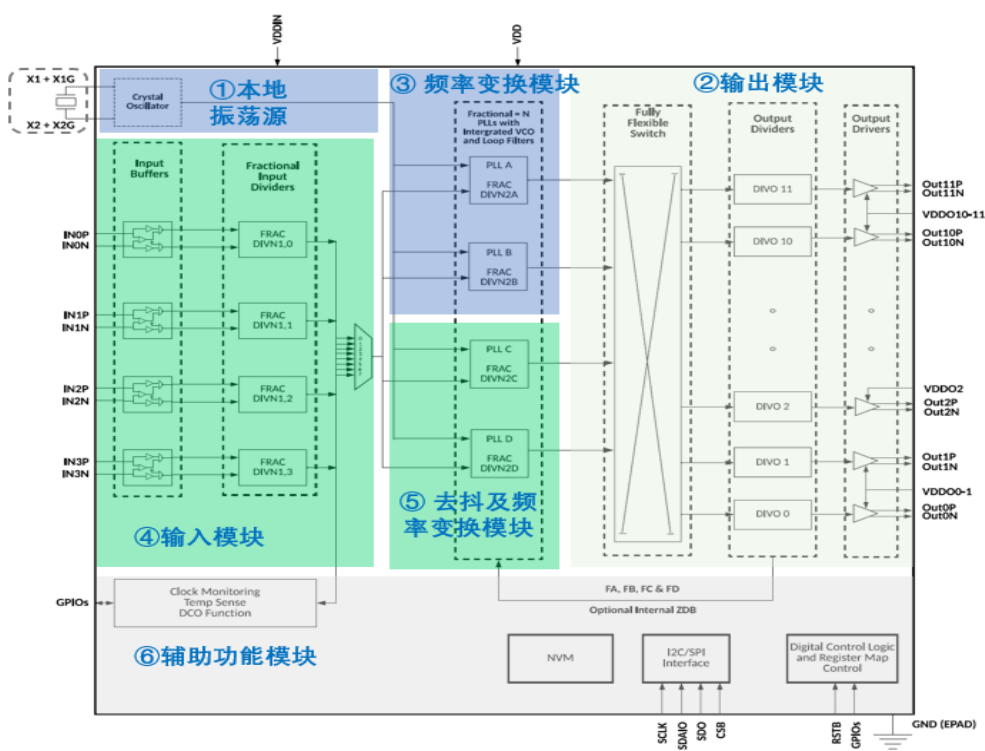 VDDIN
VDD
X1 + X1G
X2 + X2G
Crystal
Oscillator
①本地
振荡源
③ 频率变换模块
②输出模块
Input
Buffers
Fractional
Input
Dividers
Fractional – N
PLLs with
Intergrated VCO
and Loop Filters
Fully
Flexible
Switch
Output
Dividers
Output
Drivers
IN0P
IN0N
FRAC
DIVN1,0
IN1P
IN1N
FRAC
DIVN1,1
IN2P
IN2N
FRAC
DIVN1,2
IN3P
IN3N
FRAC
DIVN1,3
PLL A
FRAC
DIVN2A
PLL B
FRAC
DIVN2B
PLL C
FRAC
DIVN2C
PLL D
FRAC
DIVN2D
DIVO 11
Out11P
Out11N
VDDO10-11
DIVO 10
Out10P
Out10N
VDDO2
DIVO 2
Out2P
Out2N
DIVO 1
Out1P
Out1N
VDDO0-1
DIVO 0
Out0P
Out0N
④输入模块
⑤ 去抖及频
率变换模块
GPIOs
Clock Monitoring
Temp Sense
DCO Function
FA, FB, FC & FD
Optional Internal ZDB
⑥辅助功能模块
NVM
I2C/SPI
Interface
Digital Control Logic
and Register Map
Control
SCLK
SDAIO
SDO
CSB
RSTB
GPIOs
GND (EPAD)